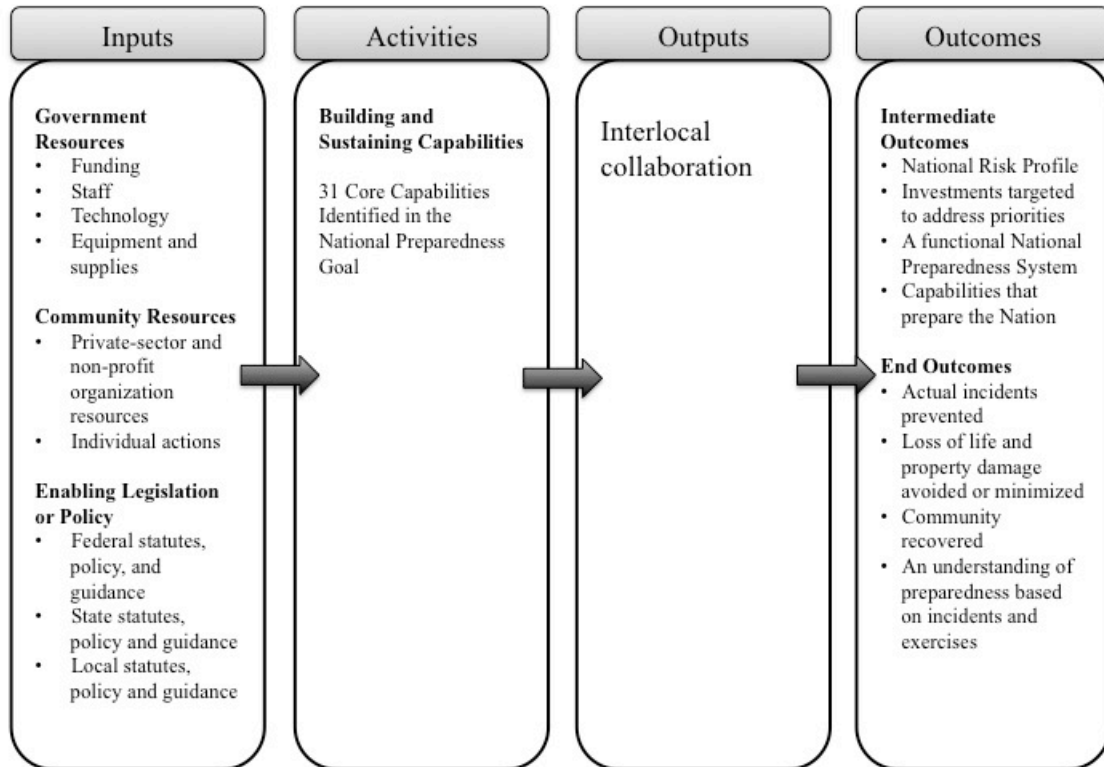 Inputs
Government
Resources
• Funding
• Staff
• Technology
• Equipment and
supplies
Community Resources
• Private-sector and
non-profit
organization
resources
• Individual actions
Enabling Legislation
or Policy
• Federal statutes,
policy, and
guidance
• State statutes,
policy and guidance
• Local statutes,
policy and guidance
Activities
Building and
Sustaining Capabilities
31 Core Capabilities
Identified in the
National Preparedness
Goal
Outputs
Interlocal
collaboration
Outcomes
Intermediate
Outcomes
• National Risk Profile
• Investments targeted
to address priorities
• A functional National
Preparedness System
• Capabilities that
prepare the Nation
End Outcomes
• Actual incidents
prevented
• Loss of life and
property damage
avoided or minimized
• Community
recovered
• An understanding of
preparedness based
on incidents and
exercises